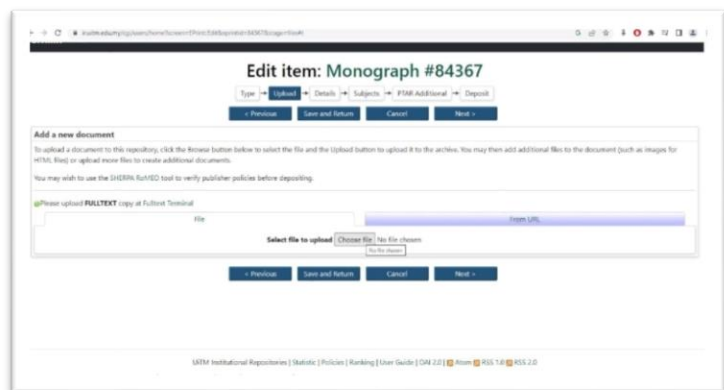 Edit item: Monograph #84367
Type → Upload → Details → Subjects → PTAR Additional → Deposit
< Previous Save and Return Cancel Next >
Add a new document
To upload a document to this repository, click the Browse button below to select the file and the Upload button to upload it to the archive. You may then add additional files to the document (such as images for
HTML files) or upload more files to create additional documents.
You may wish to use the SHERPA RoMEO tool to verify publisher policies before depositing.
Please upload FULLTEXT copy at Fulltext Terminal
File From URL
Select file to upload Choose file No file chosen
No file chosen
< Previous Save and Return Cancel Next >
UiTM Institutional Repositories | Statistic | Policies | Ranking | User Guide | OAI 2.0 | Atom RSS 1.0 RSS 2.0